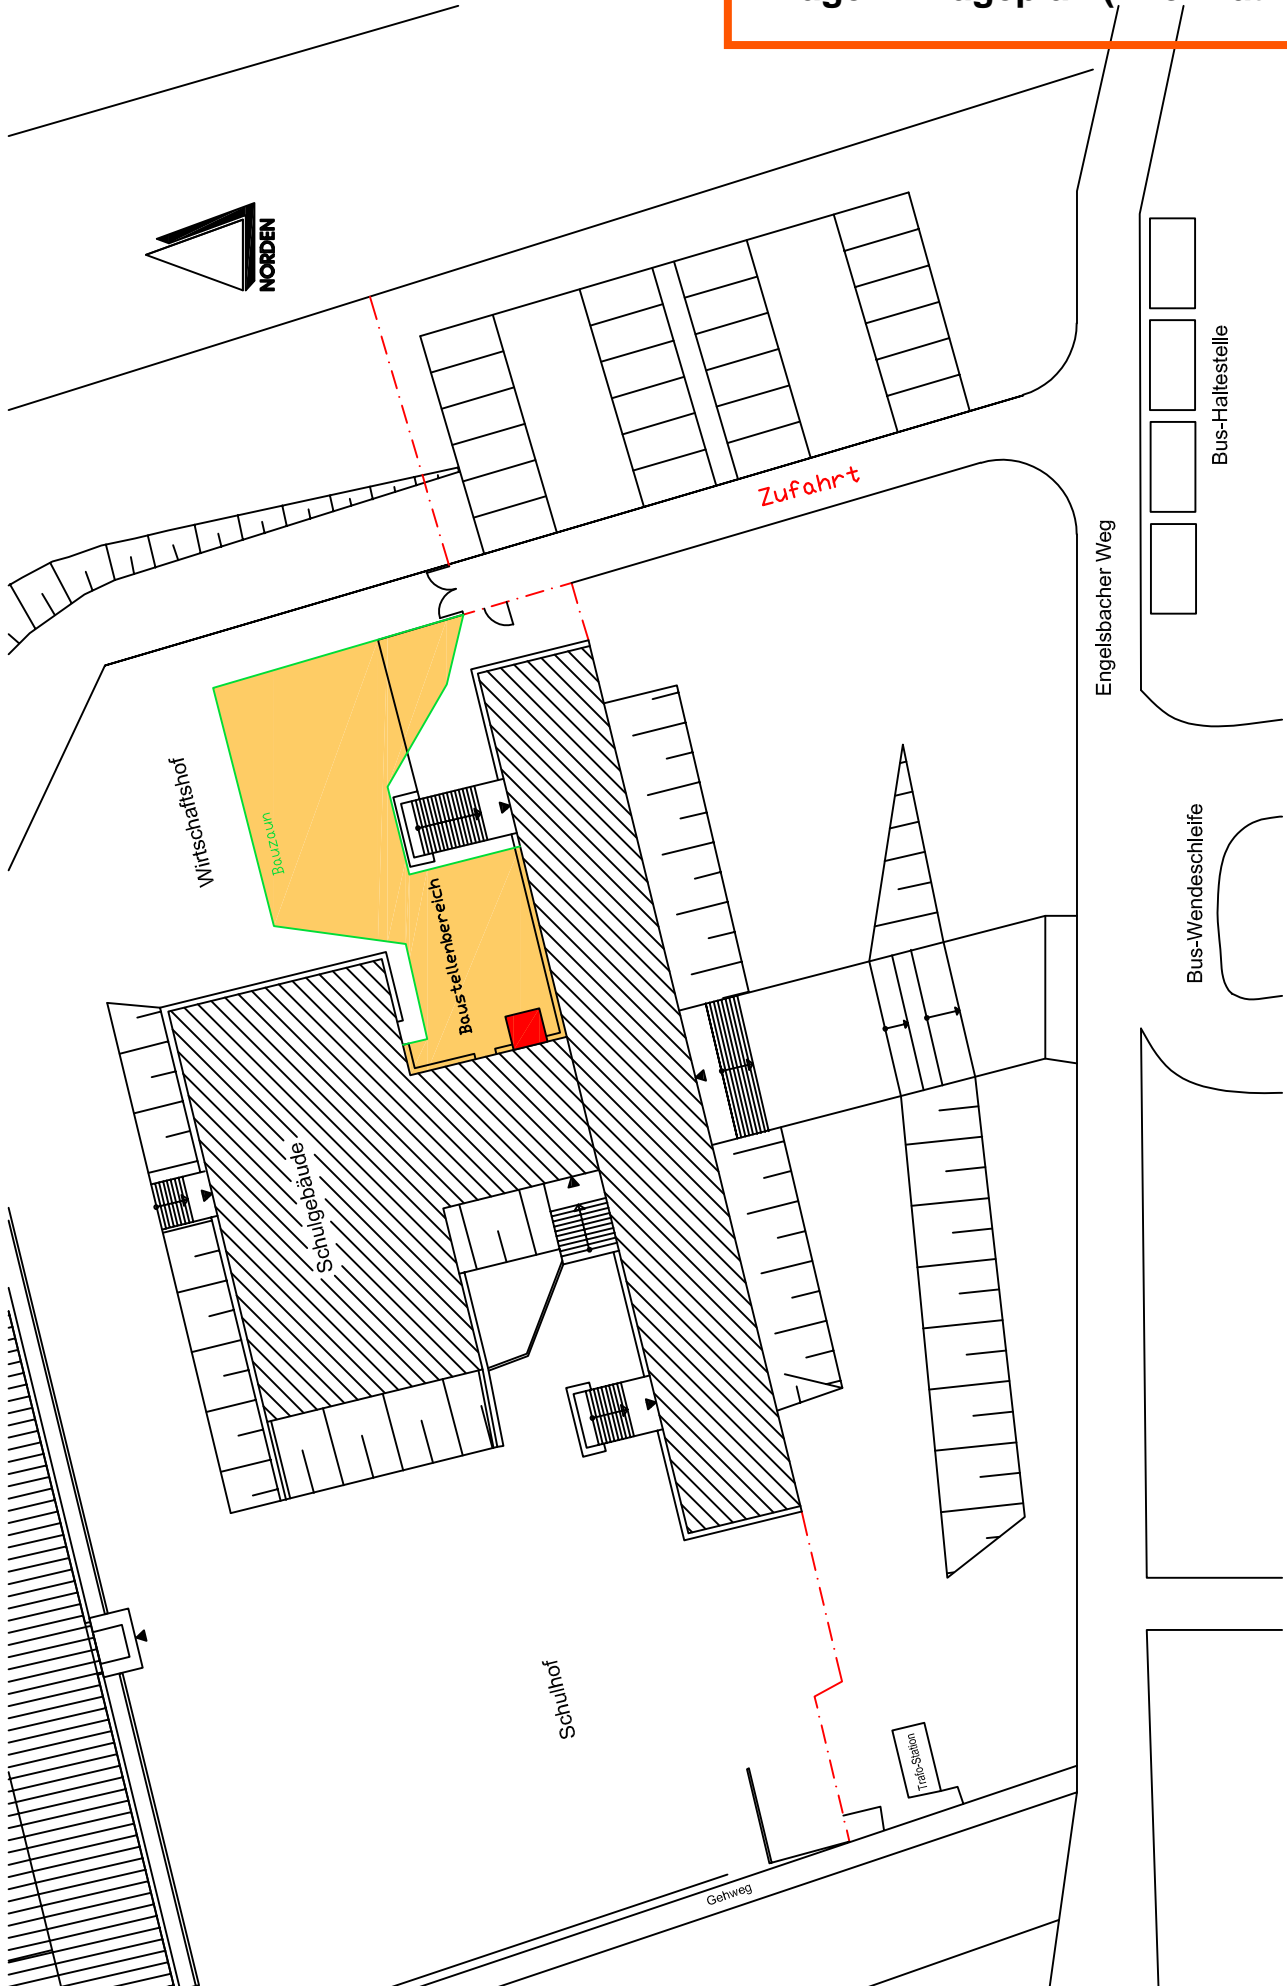 NORDEN
Bus-Haltestelle
Zufahrt
Engelsbacher Weg
Wirtschaftshof
Bauzaun
Baustellenbereich
Bus-Wendeschleife
Schulgebäude
Schulhof
Trafo-Station
Gehweg